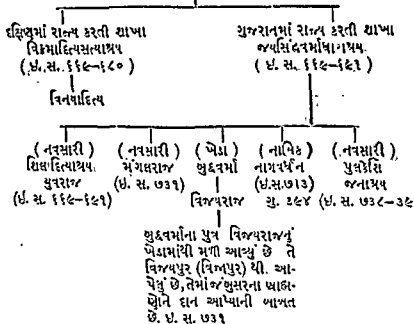 દક્ષિણમાં રાજ્ય કરતી શાખા
વિક્રમાદિત્યસત્યાશ્રય
(ઇ. સ. ૬૬૯-૬૮૦)
વિનયાદિત્ય
ગુજરાતમાં રાજ્ય કરતી શાખા
જયસિંહવર્માધરાશ્રય
(ઇ. સ. ૬૬૯-૬૯૧)
(નવસારી)
શિલાદિત્યાશ્રય
યુવરાજ
(ઇ. સ. ૬૬૯-૬૯૧)
(નવસારી)
મંગલરાજ
(ઇ. સ. ૭૩૧)
(ખેડા)
બુદ્ધવર્મા
વિજયરાજ
(નાસિક)
નાગવર્ધન
(ઇ.સ.૭૧૩)
ગુ. ૩૯૪
(નવસારી)
પુલકેસિ
જનાશ્રય
(ઇ. સ. ૭૩૮-૩૯
બુદ્ધવર્માના પુત્ર વિજયરાજનું
ખેડામાંથી મળી આવ્યું છે તે
વિજયપુર (વિજાપુર) થી. આ-
પેલું છે,તેમાં જંબુસરના બ્રાહ્મ-
ણોને દાન આપ્યાની બાબત
છે. ઇ. સ. ૭૩૧